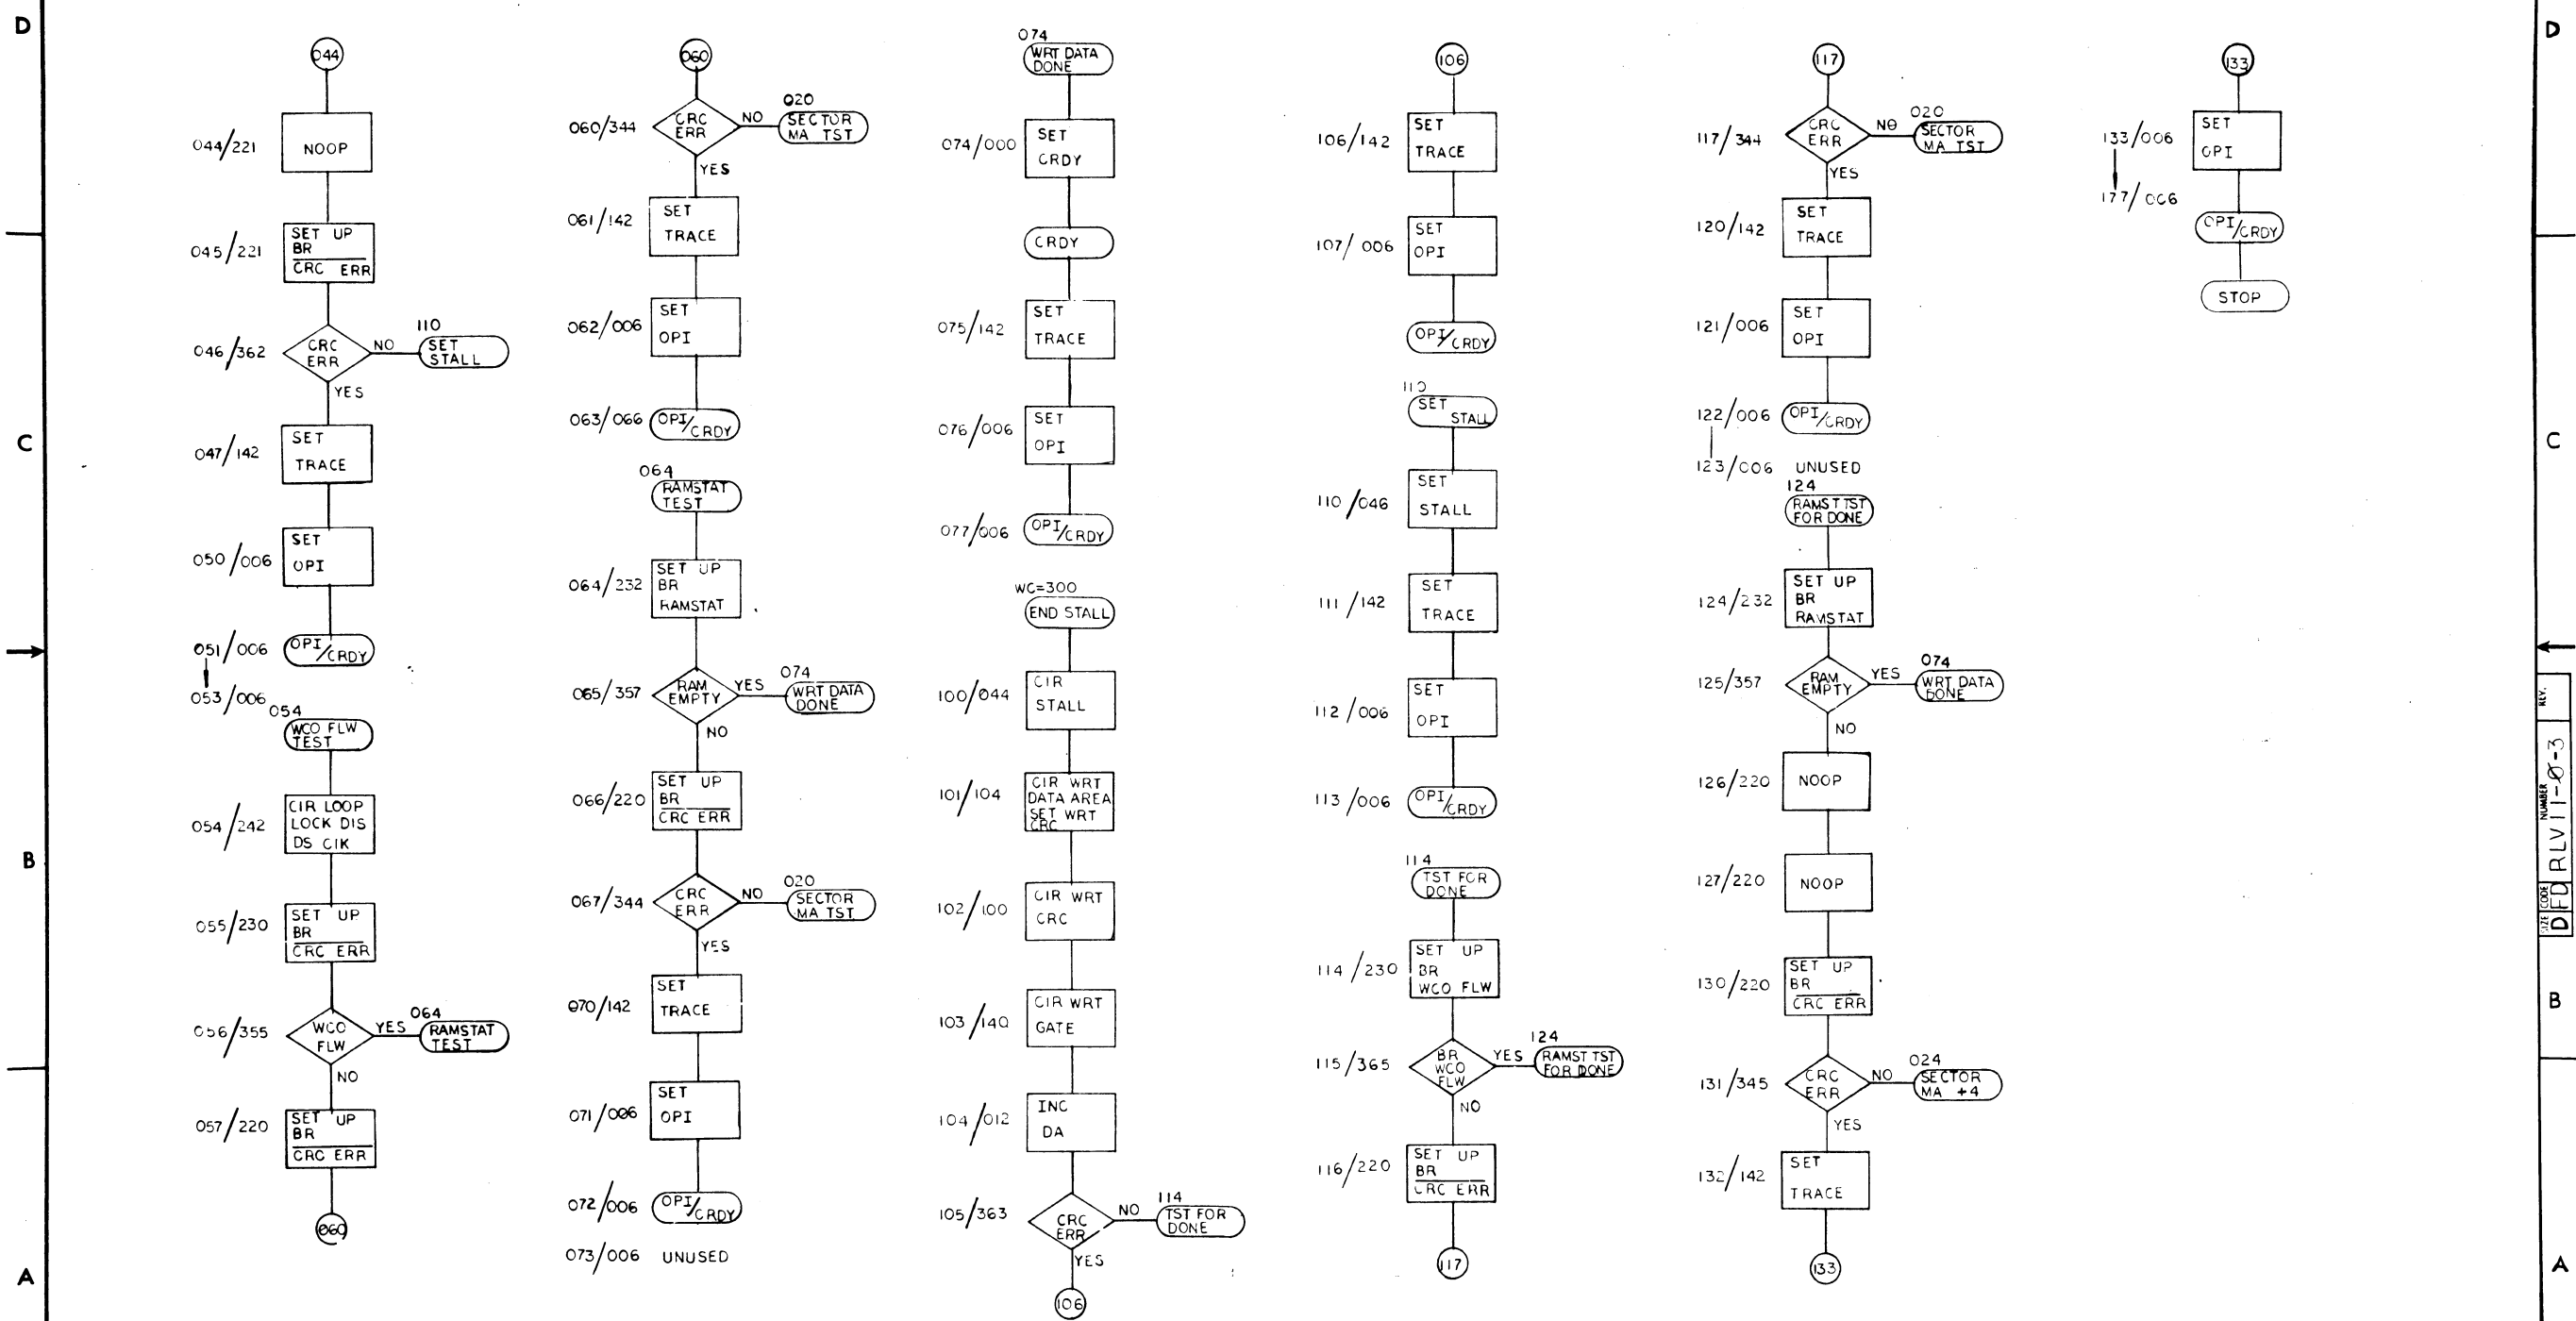 D
044
044/221
NOOP
045/221
SET UP
BR
CRC ERR
046/362
CRC
ERR
NO
110
SET
STALL
YES
047/142
SET
TRACE
050/006
SET
OPI
051/006
OPI/CRDY
053/006
054
WCO FLW
TEST
054/242
CIR LOOP
LOCK DIS
DS CIK
055/230
SET UP
BR
CRC ERR
056/355
WCO
FLW
YES
064
RAMSTAT
TEST
NO
057/220
SET UP
BR
CRC ERR
060
060
060/344
CRC
ERR
NO
020
SECTOR
MA TST
YES
061/142
SET
TRACE
062/006
SET
OPI
063/066
OPI/CRDY
064
RAMSTAT
TEST
064/232
SET UP
BR
RAMSTAT
065/357
RAM
EMPTY
YES
074
WRT DATA
DONE
NO
066/220
SET UP
BR
CRC ERR
067/344
CRC
ERR
NO
020
SECTOR
MA TST
YES
070/142
SET
TRACE
071/006
SET
OPI
072/006
OPI/CRDY
073/006 UNUSED
074
WRT DATA
DONE
074/000
SET
CRDY
CRDY
075/142
SET
TRACE
076/006
SET
OPI
077/006
OPI/CRDY
WC=300
END STALL
100/044
CIR
STALL
101/104
CIR WRT
DATA AREA
SET WRT
CRC
102/100
CIR WRT
CRC
103/140
CIR WRT
GATE
104/012
INC
DA
105/363
CRC
ERR
NO
114
TST FOR
DONE
YES
106
106
106/142
SET
TRACE
107/006
SET
OPI
OPI/CRDY
110
SET
STALL
110/046
SET
STALL
111/142
SET
TRACE
112/006
SET
OPI
113/006
OPI/CRDY
114
TST FOR
DONE
114/230
SET UP
BR
WCO FLW
115/365
BR
WCO
FLW
YES
124
RAMST TST
FOR DONE
NO
116/220
SET UP
BR
CRC ERR
117
117
117/344
CRC
ERR
NO
020
SECTOR
MA TST
YES
120/142
SET
TRACE
121/006
SET
OPI
122/006
OPI/CRDY
123/006 UNUSED
124
RAMST TST
FOR DONE
124/232
SET UP
BR
RAMSTAT
125/357
RAM
EMPTY
YES
074
WRT DATA
DONE
NO
126/220
NOOP
127/220
NOOP
130/220
SET UP
BR
CRC ERR
131/345
CRC
ERR
NO
024
SECTOR
MA +4
YES
132/142
SET
TRACE
133
133
133/006
SET
OPI
177/006
OPI/CRDY
STOP
D
C
B
A
C
B
A
REV.
NUMBER
RLV11-0-3
SIZE CODE
D FD